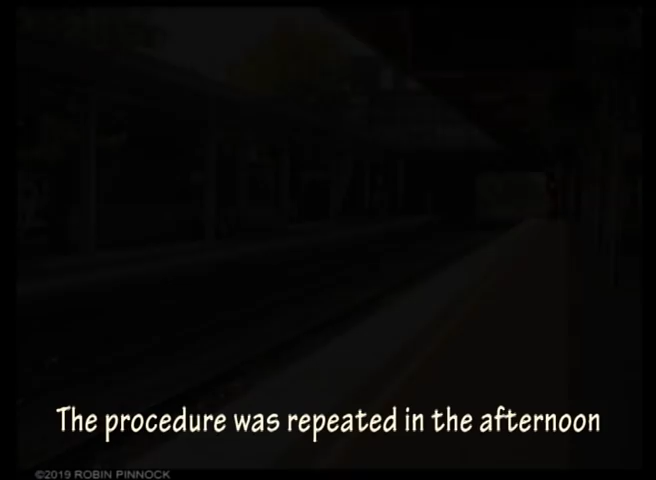 The procedure was repeated in the afternoon
©2019 ROBIN PINNOCK